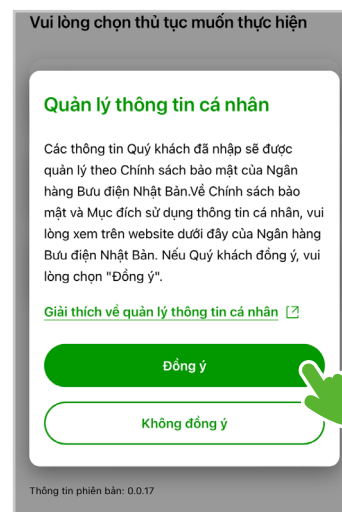 Vui lòng chọn thủ tục muốn thực hiện
Quản lý thông tin cá nhân
Các thông tin Quý khách đã nhập sẽ được
quản lý theo Chính sách bảo mật của Ngân
hàng Bưu điện Nhật Bản.Về Chính sách bảo
mật và Mục đích sử dụng thông tin cá nhân, vui
lòng xem trên website dưới đây của Ngân hàng
Bưu điện Nhật Bản. Nếu Quý khách đồng ý, vui
lòng chọn "Đồng ý".
Giải thích về quản lý thông tin cá nhân
Đồng ý
Không đồng ý
Thông tin phiên bản: 0.0.17